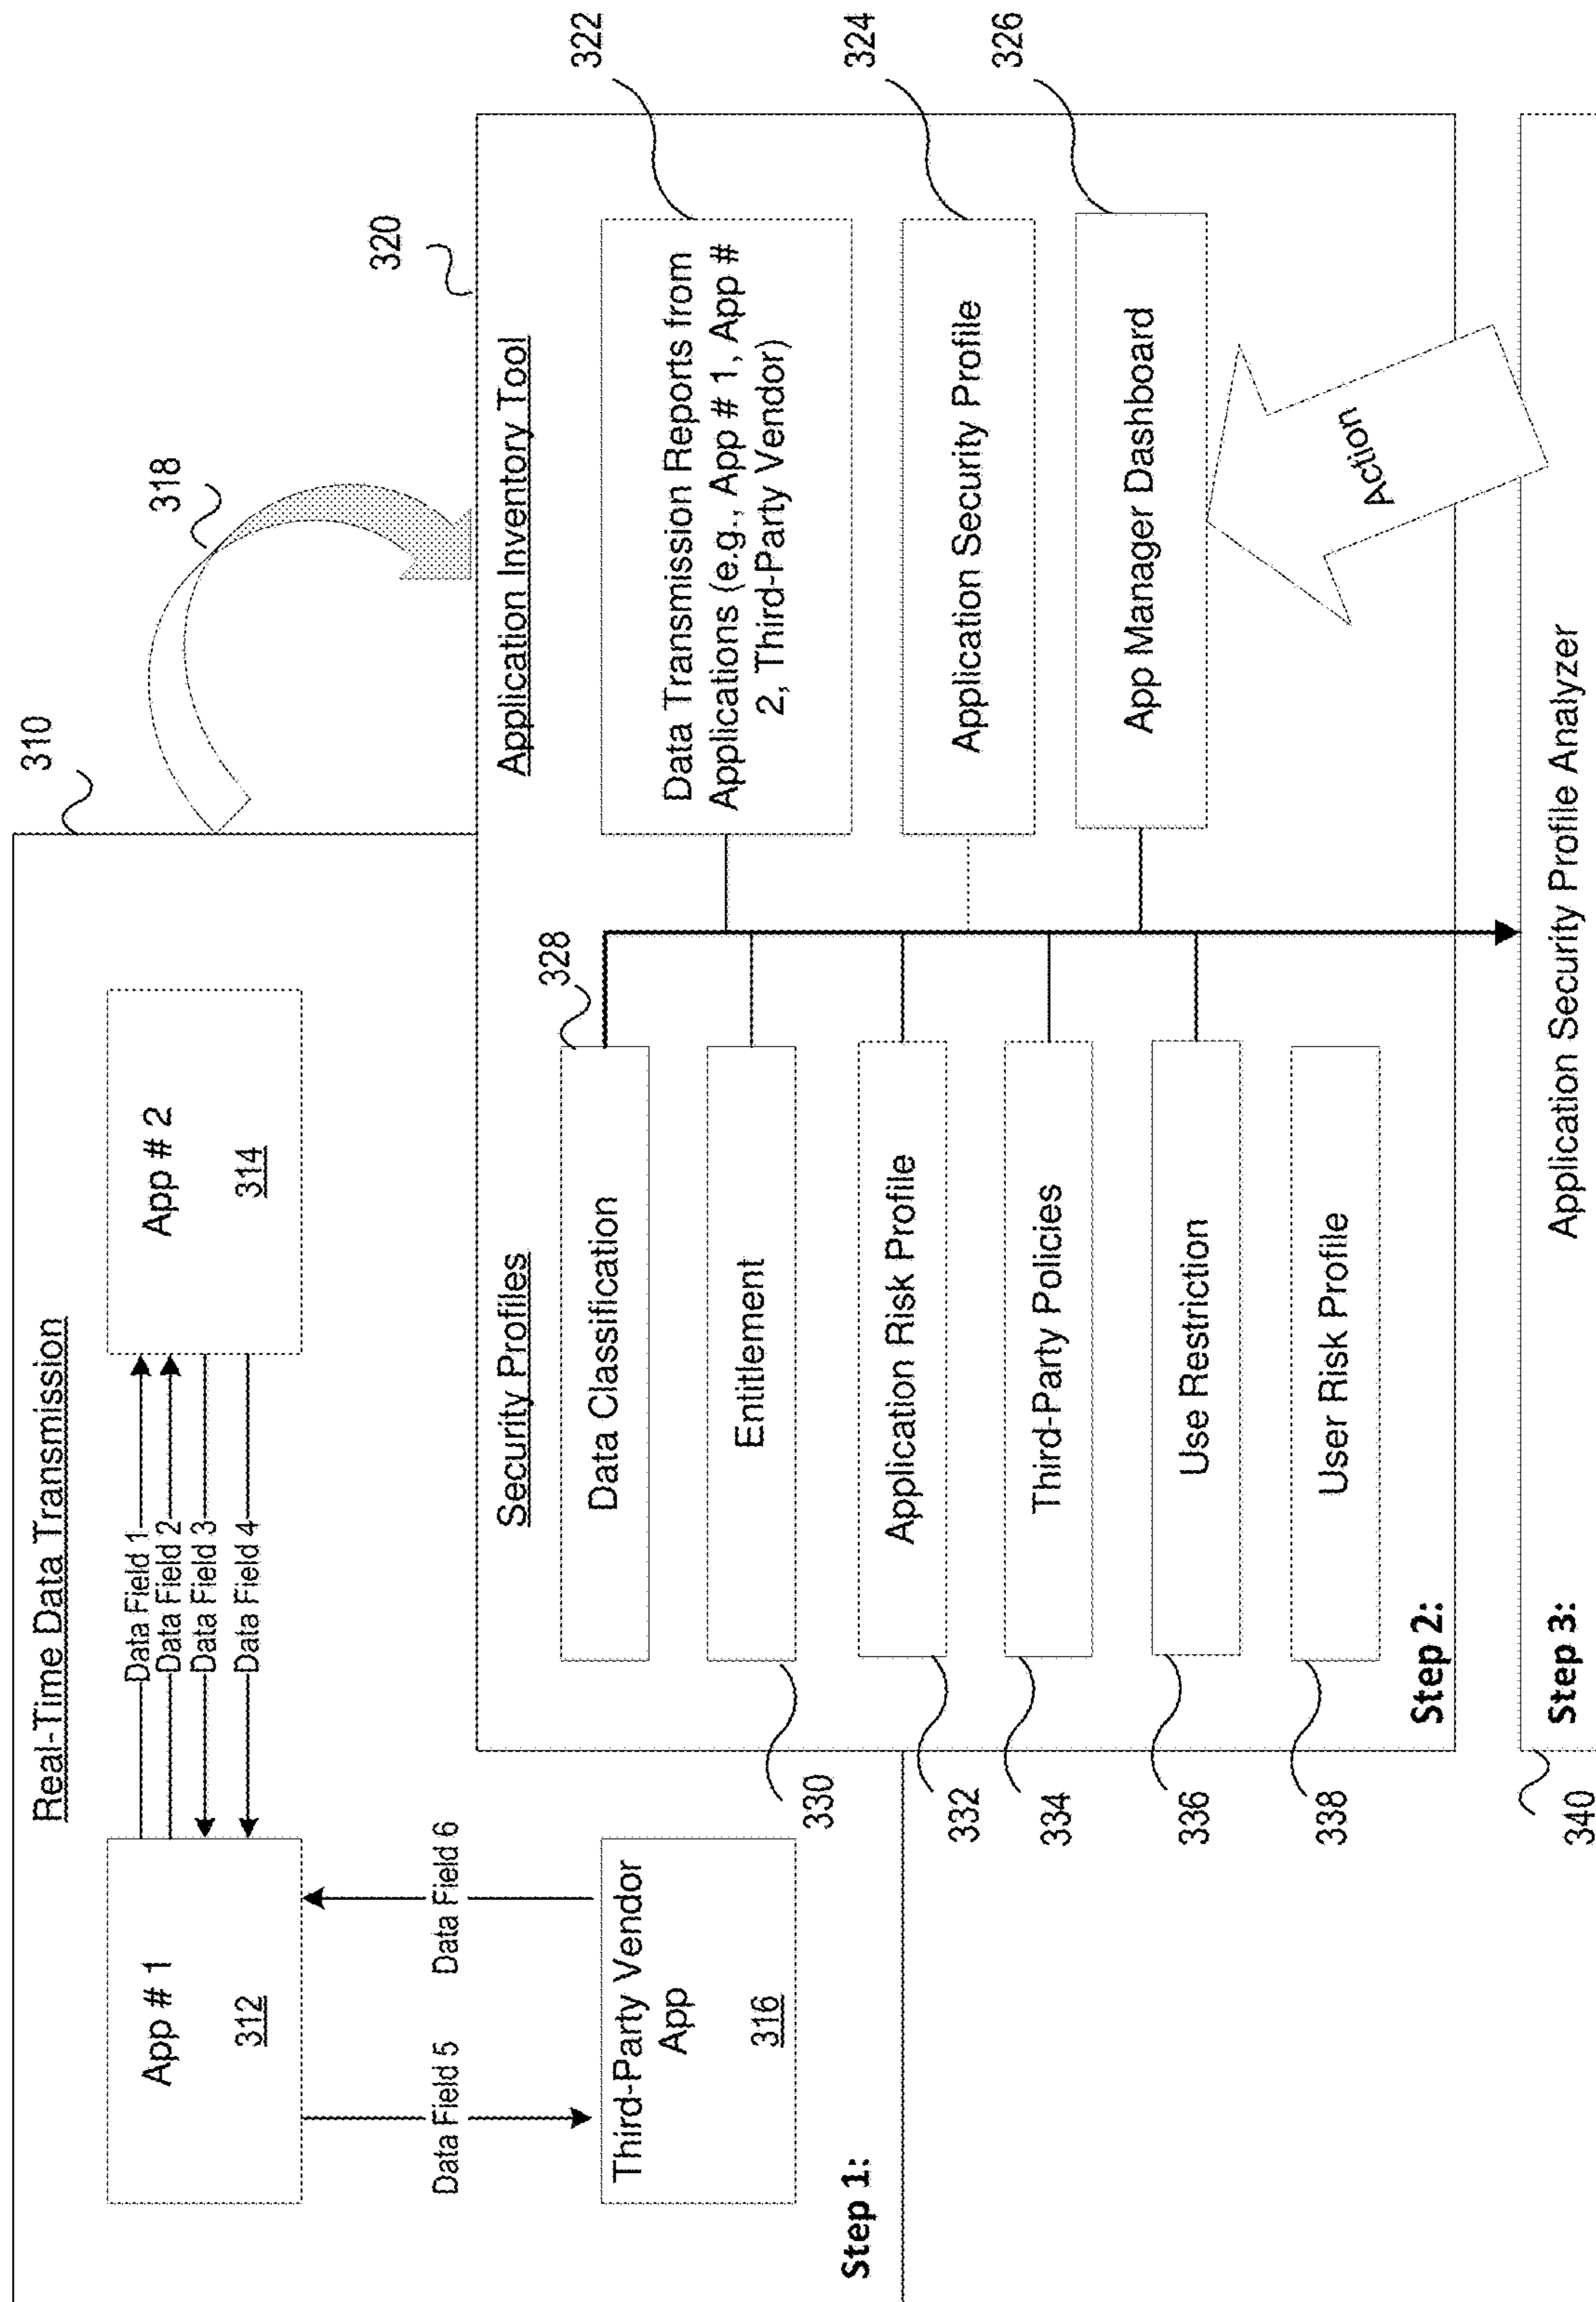 Real-Time Data Transmission
310
App # 1
312
Data Field 1
Data Field 2
Data Field 3
Data Field 4
App # 2
314
Data Field 5
Data Field 6
Third-Party Vendor
App
316
Step 1:
318
320
Security Profiles
Data Classification
328
Entitlement
330
Application Risk Profile
332
Third-Party Policies
334
Use Restriction
336
User Risk Profile
338
Step 2:
Application Inventory Tool
Data Transmission Reports from
Applications (e.g., App # 1, App #
2, Third-Party Vendor)
322
Application Security Profile
324
App Manager Dashboard
326
Action
340
Step 3:
Application Security Profile Analyzer